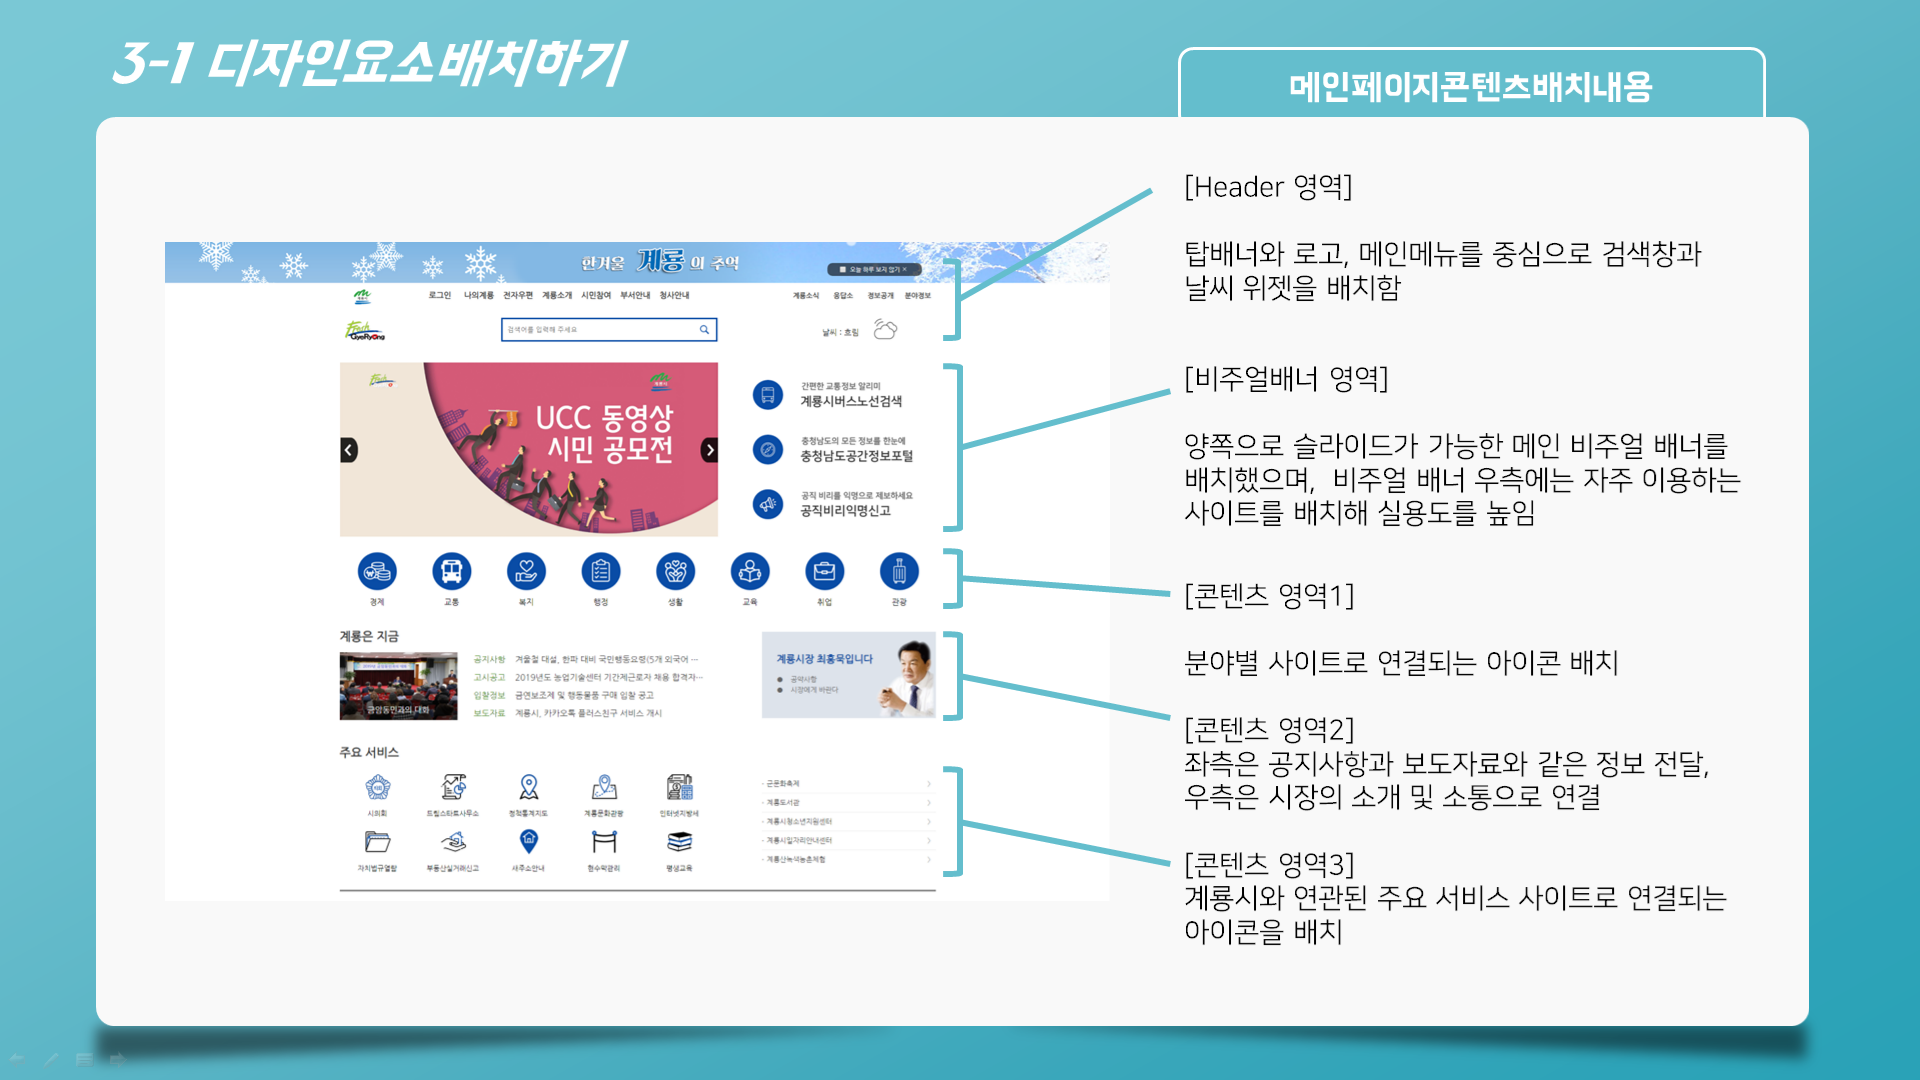 3-1 디자인요소배치하기
메인페이지콘텐츠배치내용
한겨울 계룡의 추억
오늘 하루 보지 않기 ×
로그인 나의계룡 전자우편 계룡소개 시민참여 부서안내 청사안내
계룡소식 응답소 정보공개 분야정보
Fresh
GyeRyong
검색어를 입력해 주세요
날씨 : 흐림
UCC 동영상
시민 공모전
간편한 교통정보 알리미
계룡시버스노선검색
충청남도의 모든 정보를 한눈에
충청남도공간정보포털
공직 비리를 익명으로 제보하세요
공직비리익명신고
경제 교통 복지 행정 생활 교육 취업 관광
계룡은 지금
금암동민과의 대화
공지사항 겨울철 대설, 한파 대비 국민행동요령(5개 외국어 ···
고시공고 2019년도 농업기술센터 기간제근로자 채용 합격자···
입찰정보 금연보조제 및 행동물품 구매 입찰 공고
보도자료 계룡시, 카카오톡 플러스친구 서비스 개시
계룡시장 최홍묵입니다
● 공약사항
● 시장에게 바란다
주요 서비스
시의회 드림스타트사무소 정책통계지도 계룡문화관광 인터넷지방세
자치법규열람 부동산실거래신고 새주소안내 현수막관리 평생교육
- 군문화축제
- 계룡도서관
- 계룡시청소년지원센터
- 계룡시일자리안내센터
- 계룡산녹색농촌체험
[Header 영역]
탑배너와 로고, 메인메뉴를 중심으로 검색창과
날씨 위젯을 배치함
[비주얼배너 영역]
양쪽으로 슬라이드가 가능한 메인 비주얼 배너를
배치했으며, 비주얼 배너 우측에는 자주 이용하는
사이트를 배치해 실용도를 높임
[콘텐츠 영역1]
분야별 사이트로 연결되는 아이콘 배치
[콘텐츠 영역2]
좌측은 공지사항과 보도자료와 같은 정보 전달,
우측은 시장의 소개 및 소통으로 연결
[콘텐츠 영역3]
계룡시와 연관된 주요 서비스 사이트로 연결되는
아이콘을 배치